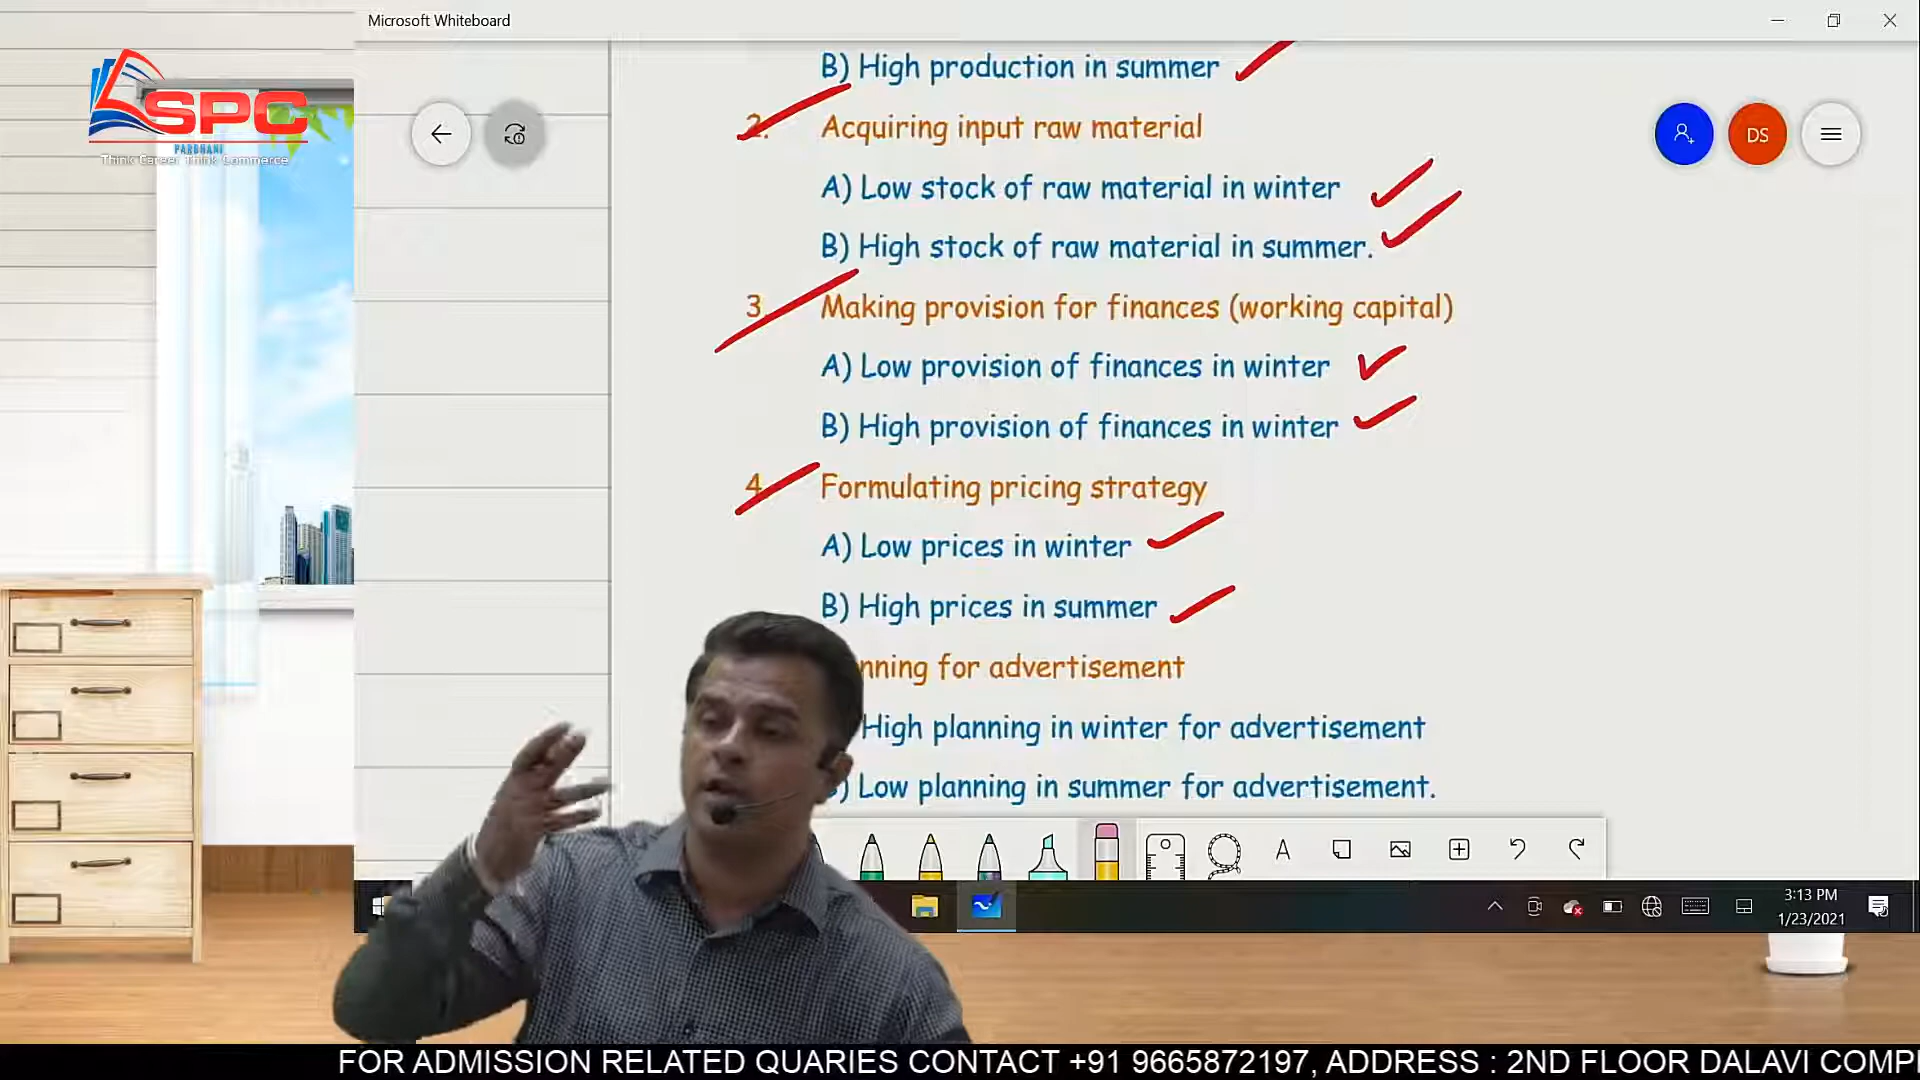 Microsoft Whiteboard
SPC
PARBHANI
Think Career Think Commerce
B) High production in summer
2. Acquiring input raw material
A) Low stock of raw material in winter
B) High stock of raw material in summer.
DS
3. Making provision for finances (working capital)
A) Low provision of finances in winter
B) High provision of finances in winter
4. Formulating pricing strategy
A) Low prices in winter
B) High prices in summer
nning for advertisement
High planning in winter for advertisement
) Low planning in summer for advertisement.
3:13 PM
1/23/2021
FOR ADMISSION RELATED QUARIES CONTACT +91 9665872197, ADDRESS : 2ND FLOOR DALAVI COMPL